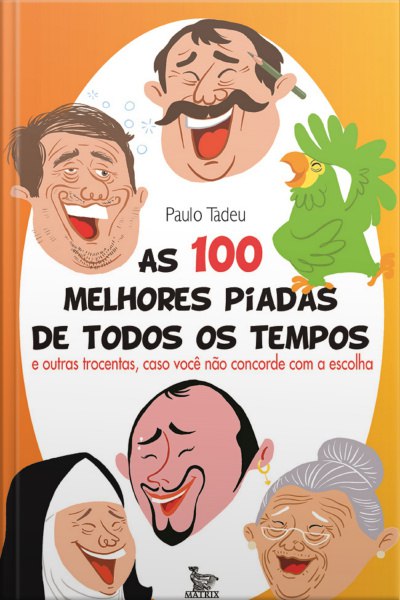 Paulo Tadeu
AS 100
MELHORES PIADAS
DE TODOS OS TEMPOS
e outras trocentas, caso você não concorde com a escolha
MATRIX